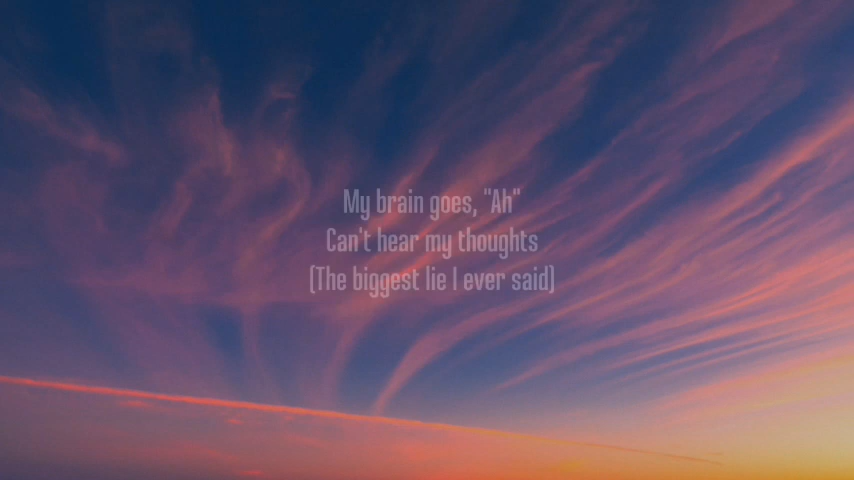 My brain goes, "Ah"
Can't hear my thoughts
(The biggest lie I ever said)